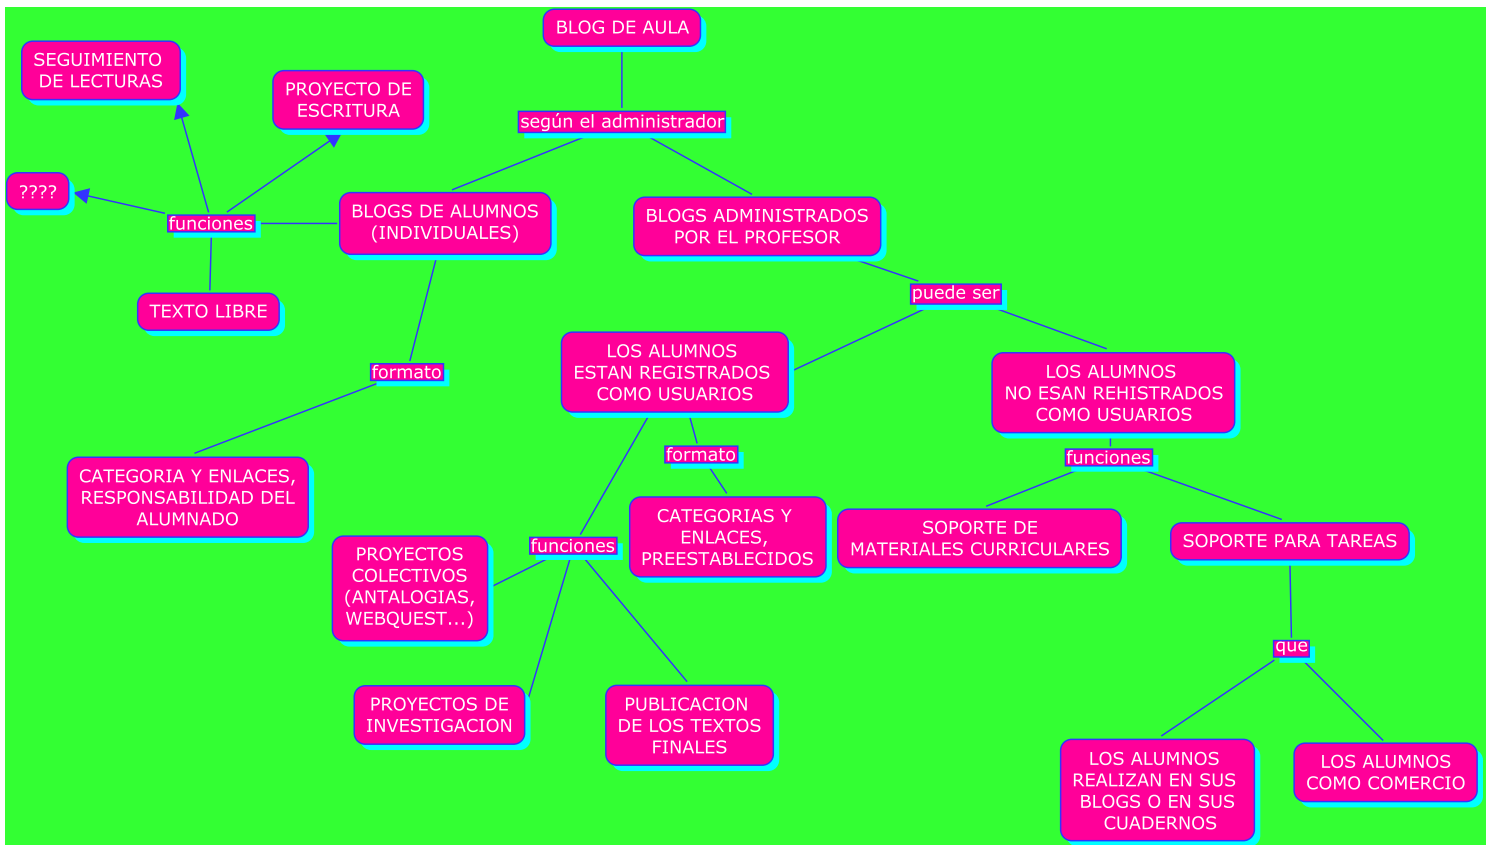 BLOG DE AULA
SEGUIMIENTO
DE LECTURAS
PROYECTO DE
ESCRITURA
según el administrador
????
funciones
BLOGS DE ALUMNOS
(INDIVIDUALES)
BLOGS ADMINISTRADOS
POR EL PROFESOR
TEXTO LIBRE
puede ser
formato
LOS ALUMNOS
ESTAN REGISTRADOS
COMO USUARIOS
LOS ALUMNOS
NO ESAN REHISTRADOS
COMO USUARIOS
formato
funciones
CATEGORIA Y ENLACES,
RESPONSABILIDAD DEL
ALUMNADO
funciones
CATEGORIAS Y
ENLACES,
PREESTABLECIDOS
SOPORTE DE
MATERIALES CURRICULARES
SOPORTE PARA TAREAS
PROYECTOS
COLECTIVOS
(ANTALOGIAS,
WEBQUEST...)
que
PROYECTOS DE
INVESTIGACION
PUBLICACION
DE LOS TEXTOS
FINALES
LOS ALUMNOS
REALIZAN EN SUS
BLOGS O EN SUS
CUADERNOS
LOS ALUMNOS
COMO COMERCIO